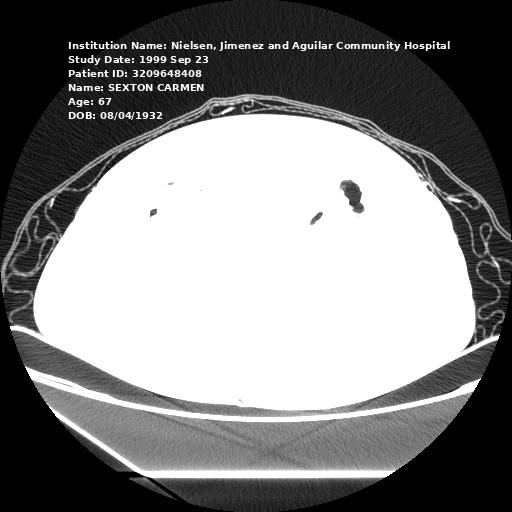 Institution Name: Nielsen, Jimenez and Aguilar Community Hospital
Study Date: 1999 Sep 23
Patient ID: 3209648408
Name: SEXTON CARMEN
Age: 67
DOB: 08/04/1932